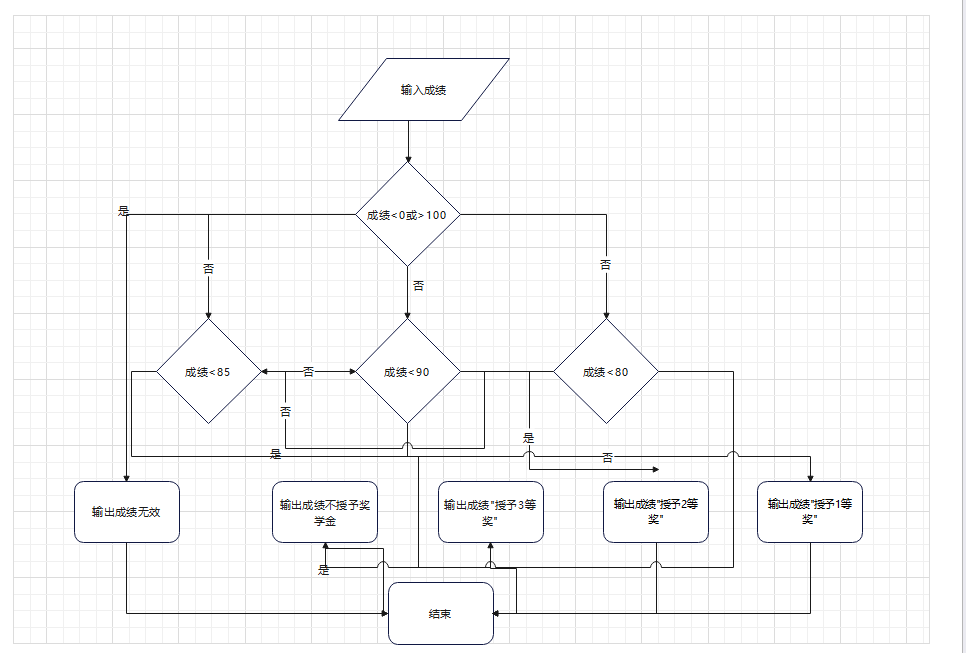 输入成绩
成绩<0或>100
是
否
否
否
成绩<85
否
成绩<90
成绩<80
否
是
是
否
输出成绩无效
输出成绩不授予奖
学金
输出成绩"授予3等
奖"
输出成绩"授予2等
奖"
输出成绩"授予1等
奖"
是
结束